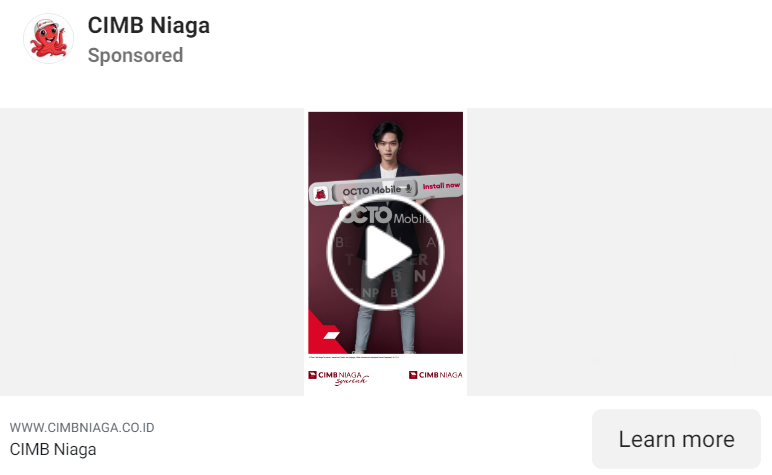 CIMB Niaga
Sponsored
OCTO Mobile
Install now
OCTO Mobile
CIMB NIAGA
syariah
CIMB NIAGA
WWW.CIMBNIAGA.CO.ID
CIMB Niaga
Learn more